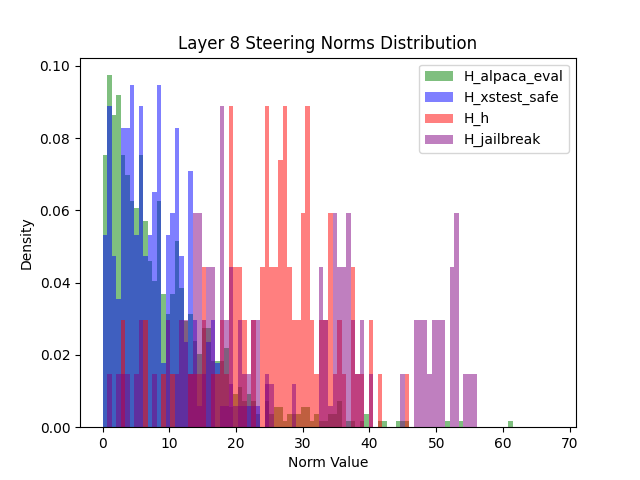 Layer 8 Steering Norms Distribution
H_alpaca_eval
H_xstest_safe
H_h
H_jailbreak
Density
0.10
0.08
0.06
0.04
0.02
0.00
0 10 20 30 40 50 60 70
Norm Value